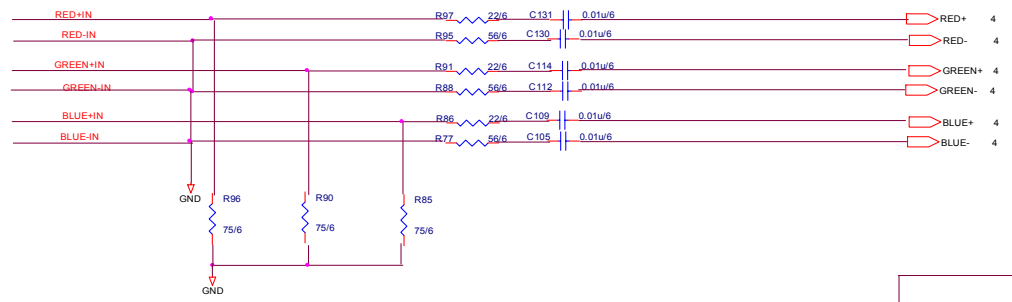 RED+IN R97 22/6 C131 0.01u/6 RED+ 4
RED-IN R95 56/6 C130 0.01u/6 RED- 4
GREEN+IN R91 22/6 C114 0.01u/6 GREEN+ 4
GREEN-IN R88 56/6 C112 0.01u/6 GREEN- 4
BLUE+IN R86 22/6 C109 0.01u/6 BLUE+ 4
BLUE-IN R77 56/6 C105 0.01u/6 BLUE- 4
GND R96 R90 R85
75/6 75/6 75/6
GND